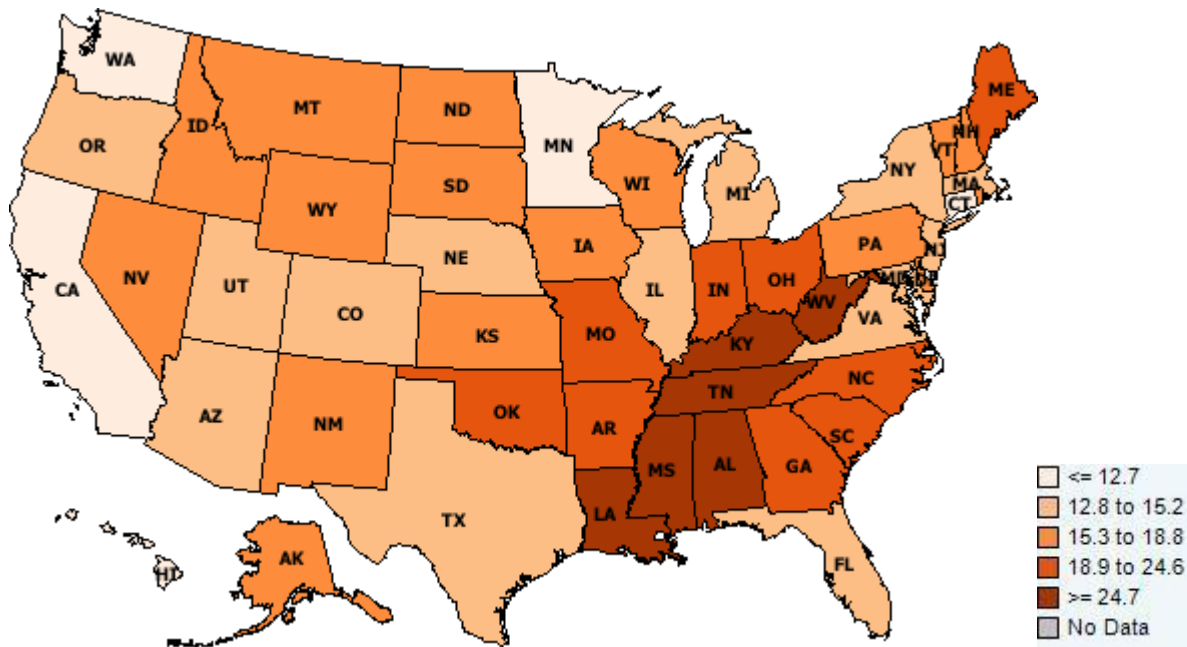 WA
ME
MT
ND
ID
MN
NH
VT
OR
NY
WI
SD
MI
MA
WY
CT
IA
PA
NE
NJ
NV
OH
UT
IL
IN
MD
DE
CA
CO
WV
VA
KS
MO
KY
NC
TN
AZ
OK
NM
AR
SC
MS
AL
GA
TX
LA
AK
FL
HI
<= 12.7
12.8 to 15.2
15.3 to 18.8
18.9 to 24.6
>= 24.7
No Data